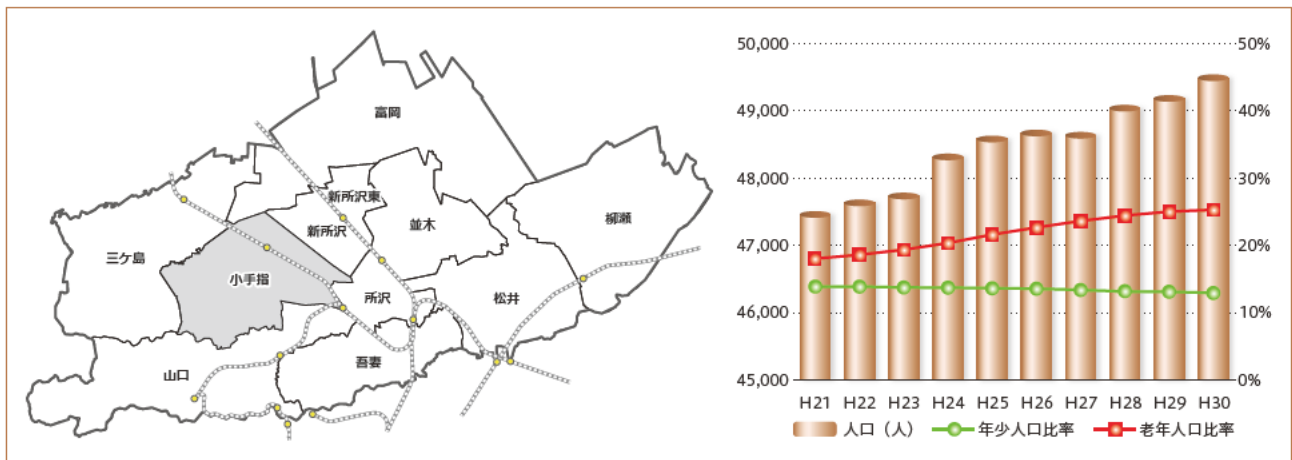 富岡
新所沢東
新所沢
並木
柳瀬
三ケ島
小手指
所沢
松井
山口
吾妻
50,000
50%
49,000
40%
48,000
30%
47,000
20%
46,000
10%
45,000
0%
H21 H22 H23 H24 H25 H26 H27 H28 H29 H30
人口（人） 年少人口比率 老年人口比率